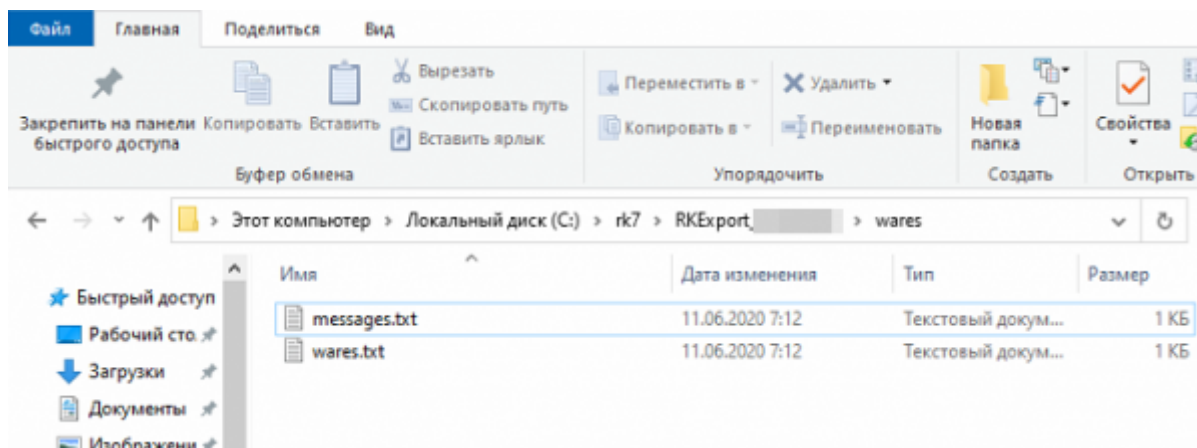 Файл Главная Поделиться Вид
Закрепить на панели
быстрого доступа
Копировать
Вставить
Вырезать
Скопировать путь
Вставить ярлык
Буфер обмена
Переместить в
Копировать в
Удалить
Переименовать
Упорядочить
Новая
папка
Создать
Свойства
Открыть
Этот компьютер > Локальный диск (C:) > rk7 > RKExport_ > wares
Имя Дата изменения Тип Размер
Быстрый доступ
Рабочий сто
Загрузки
Документы
Изображени
messages.txt 11.06.2020 7:12 Текстовый докум... 1 КБ
wares.txt 11.06.2020 7:12 Текстовый докум... 1 КБ